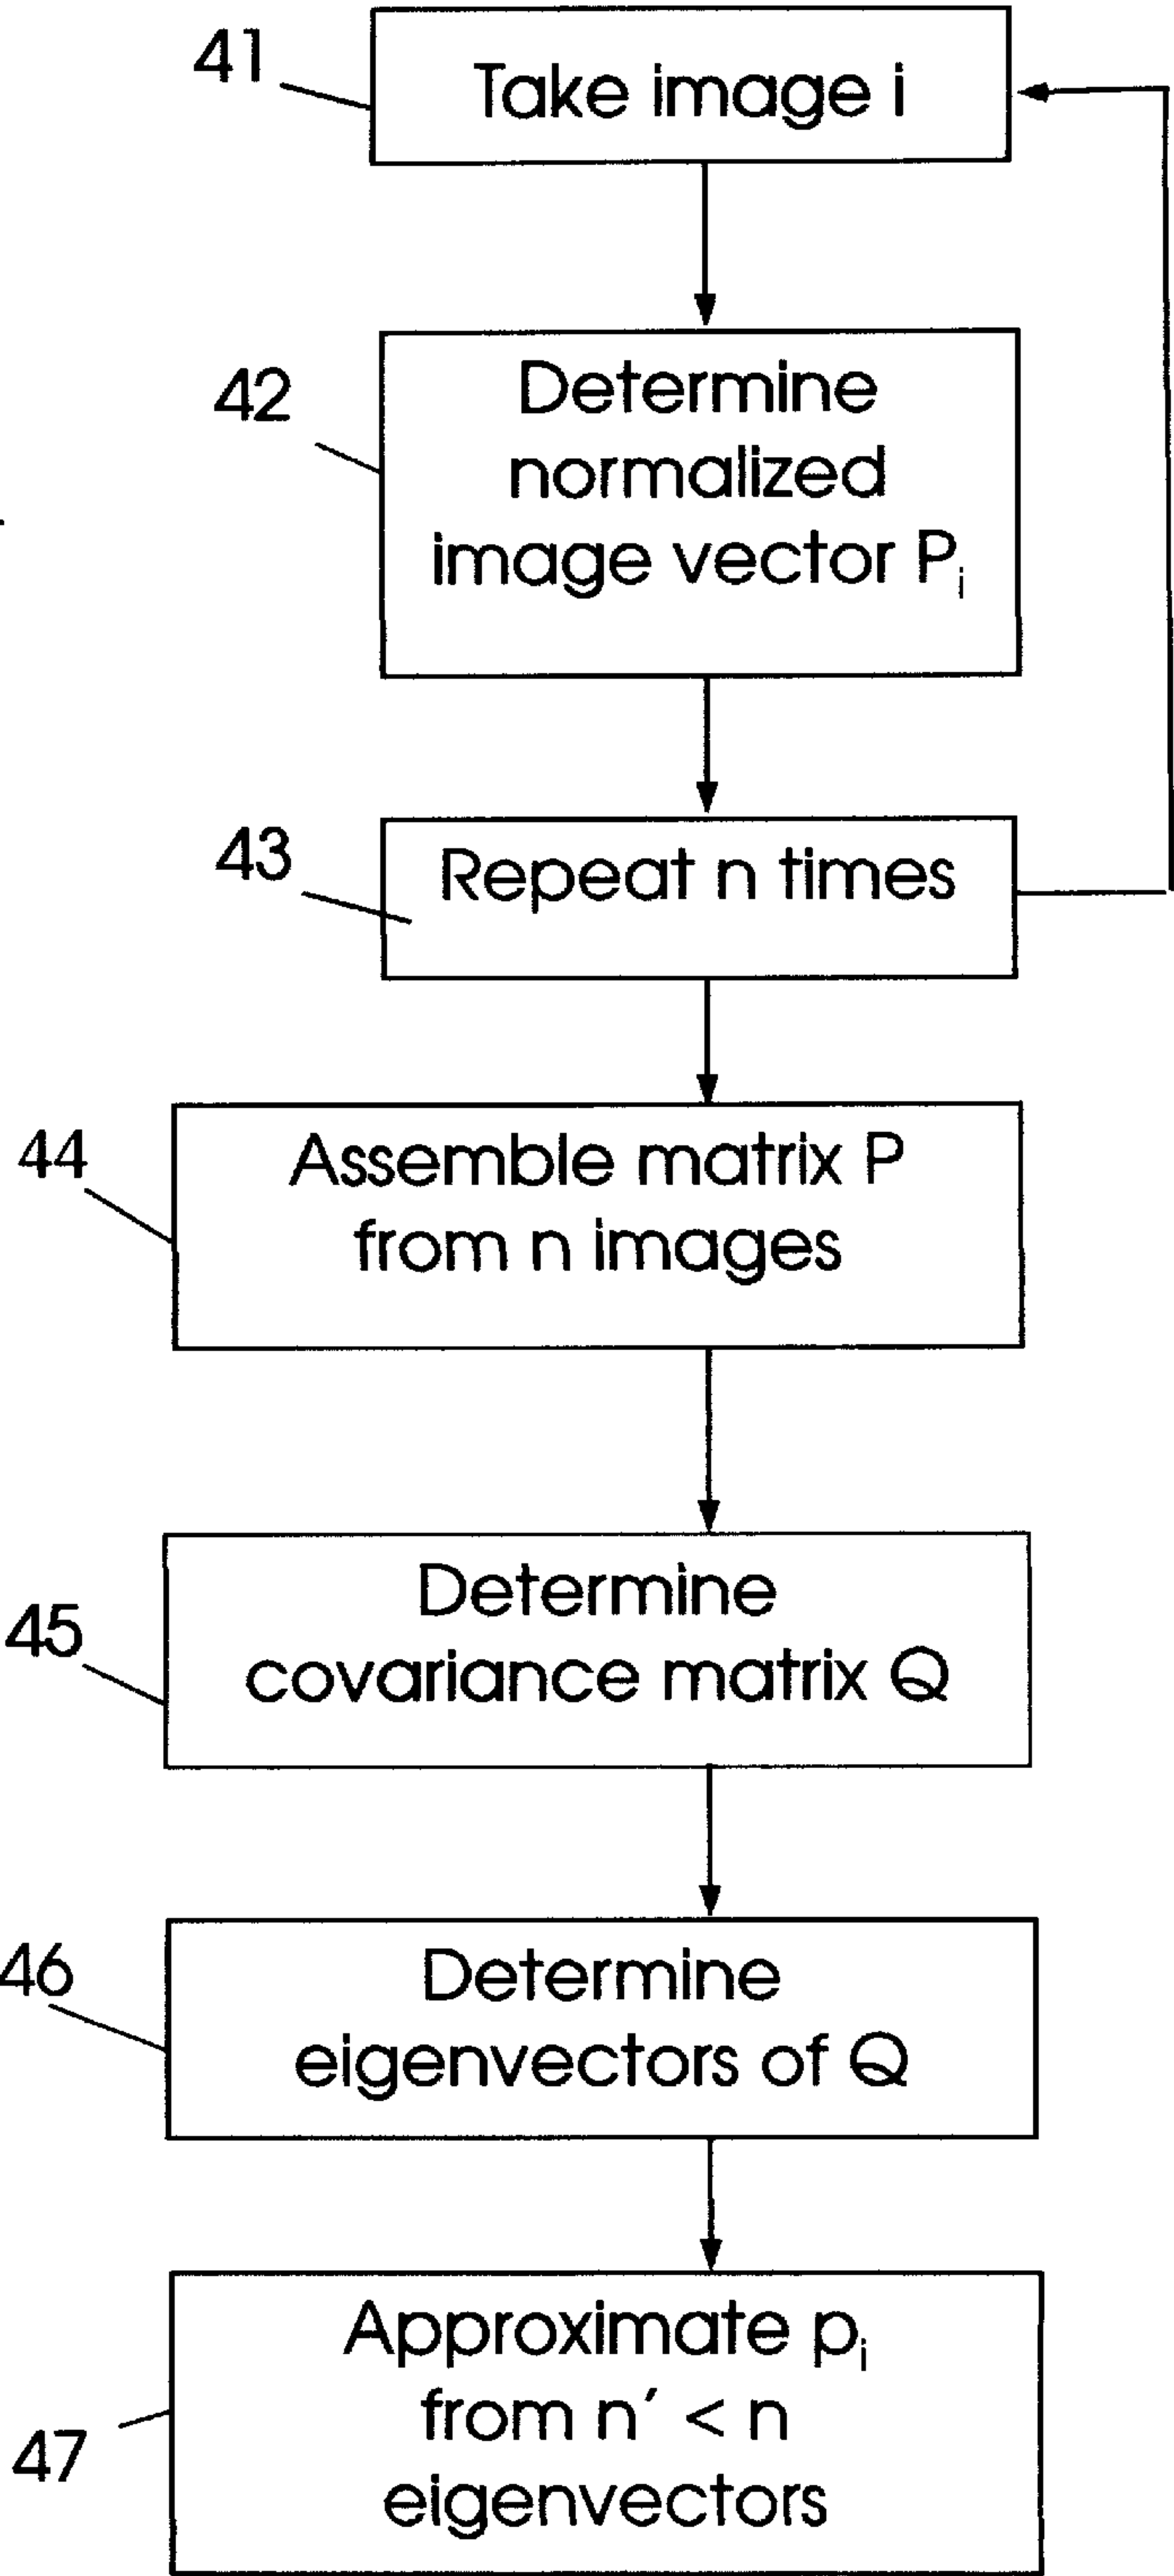 41
Take image i
42
Determine
normalized
image vector Pᵢ
43
Repeat n times
44
Assemble matrix P
from n images
45
Determine
covariance matrix Q
46
Determine
eigenvectors of Q
47
Approximate pᵢ
from n' < n
eigenvectors